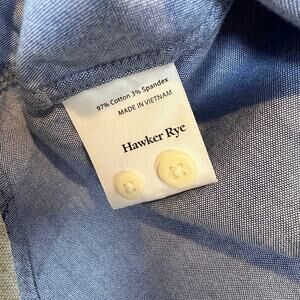 97% Cotton 3% Spandex
MADE IN VIETNAM
Hawker Rye